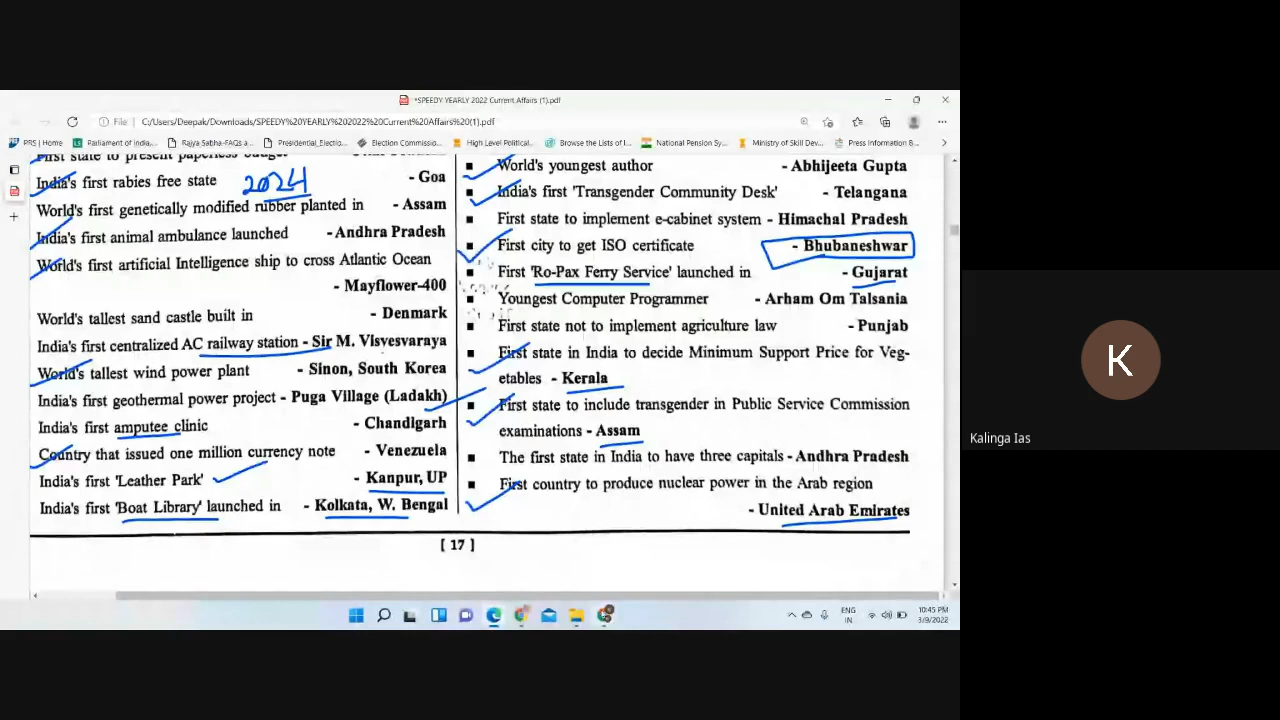 *SPEEDY YEARLY 2022 Current Affairs (1).pdf
File | C:/Users/Deepak/Downloads/SPEEDY%20YEARLY%202022%20Current%20Affairs%20(1).pdf
PRS | Home Parliament of India,... Rajya Sabha-FAQs a... Presidential_Electio... Election Commissio... High Level Political... Browse the Lists of I... National Pension Sy... Ministry of Skill Dev... Press Information B...
First state to present paperless budget
India's first rabies free state 2024 - Goa
World's first genetically modified rubber planted in - Assam
India's first animal ambulance launched - Andhra Pradesh
World's first artificial Intelligence ship to cross Atlantic Ocean
- Mayflower-400
World's tallest sand castle built in - Denmark
India's first centralized AC railway station - Sir M. Visvesvaraya
World's tallest wind power plant - Sinon, South Korea
India's first geothermal power project - Puga Village (Ladakh)
India's first amputee clinic - Chandigarh
Country that issued one million currency note - Venezuela
India's first 'Leather Park' - Kanpur, UP
India's first 'Boat Library' launched in - Kolkata, W. Bengal
World's youngest author - Abhijeeta Gupta
India's first 'Transgender Community Desk' - Telangana
First state to implement e-cabinet system - Himachal Pradesh
First city to get ISO certificate - Bhubaneshwar
First 'Ro-Pax Ferry Service' launched in - Gujarat
Youngest Computer Programmer - Arham Om Talsania
First state not to implement agriculture law - Punjab
First state in India to decide Minimum Support Price for Veg-
etables - Kerala
First state to include transgender in Public Service Commission
examinations - Assam
The first state in India to have three capitals - Andhra Pradesh
First country to produce nuclear power in the Arab region
- United Arab Emirates
[ 17 ]
ENG
IN
10:45 PM
3/9/2022
K
Kalinga Ias